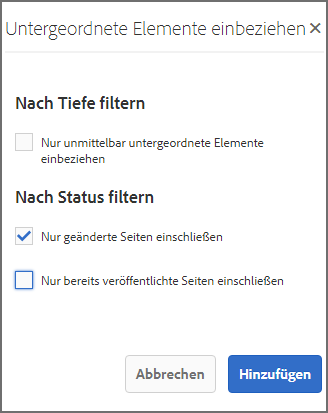 Untergeordnete Elemente einbeziehen ×
Nach Tiefe filtern
Nur unmittelbar untergeordnete Elemente
einbeziehen
Nach Status filtern
Nur geänderte Seiten einschließen
Nur bereits veröffentlichte Seiten einschließen
Abbrechen Hinzufügen